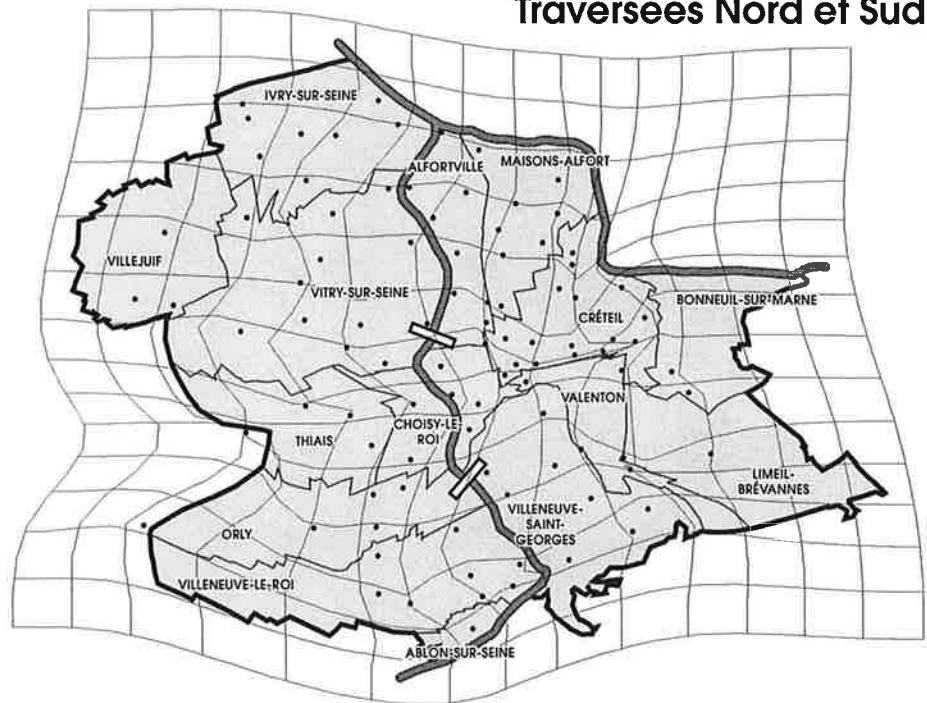 Traversées Nord et Sud
IVRY-SUR-SEINE
ALFORTVILLE
MAISONS-ALFORT
VILLEJUIF
VITRY-SUR-SEINE
BONNEUIL-SUR-MARNE
CRÉTEIL
VALENTON
CHOISY-LE-
ROI
THIAIS
LIMEIL-
BRÉVANNES
VILLENEUVE-
SAINT-
GEORGES
ORLY
VILLENEUVE-LE-ROI
ABLON-SUR-SEINE